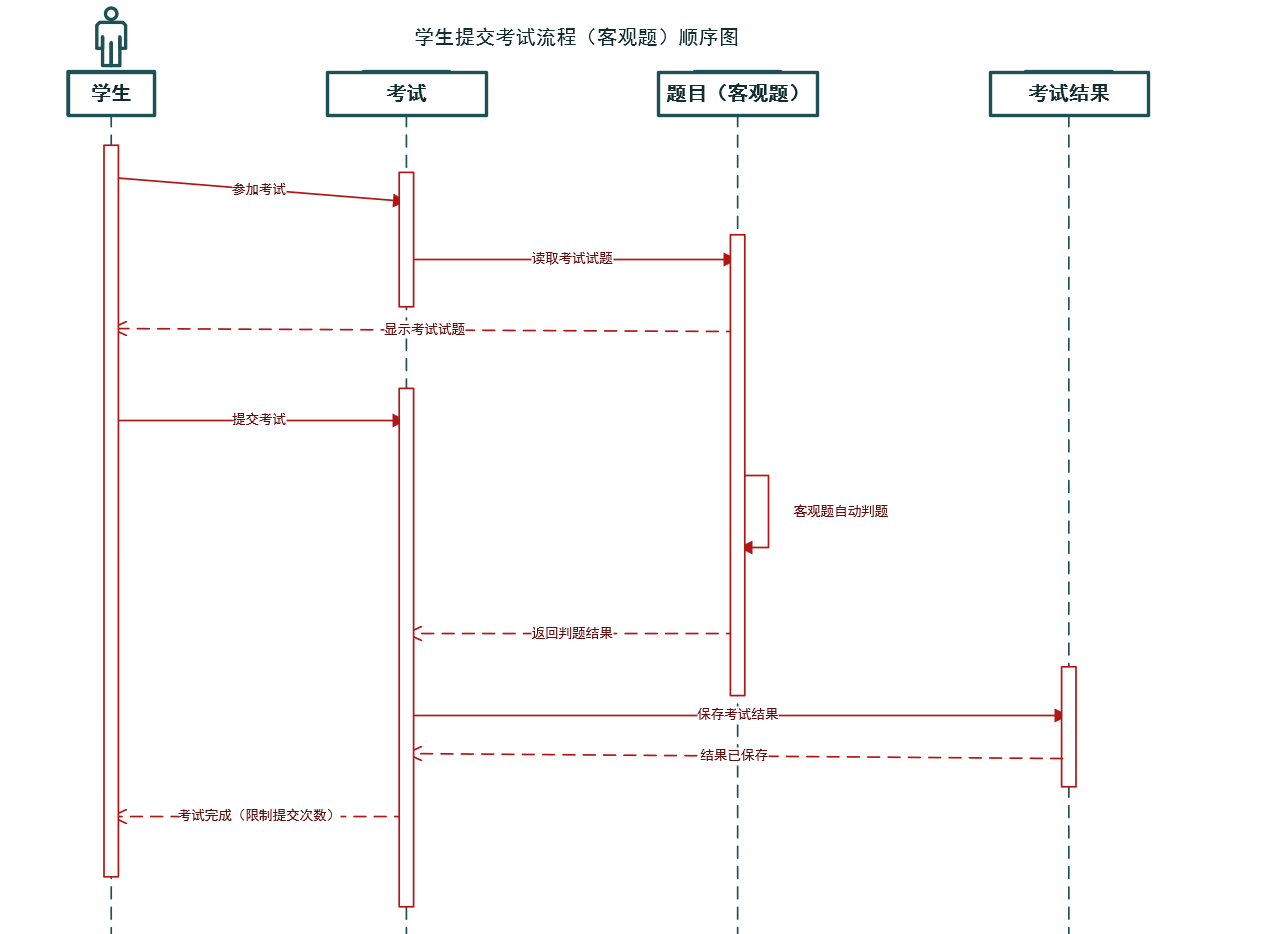 学生提交考试流程（客观题）顺序图
学生
考试
题目（客观题）
考试结果
参加考试
读取考试试题
显示考试试题
提交考试
客观题自动判题
返回判题结果
保存考试结果
结果已保存
考试完成（限制提交次数）